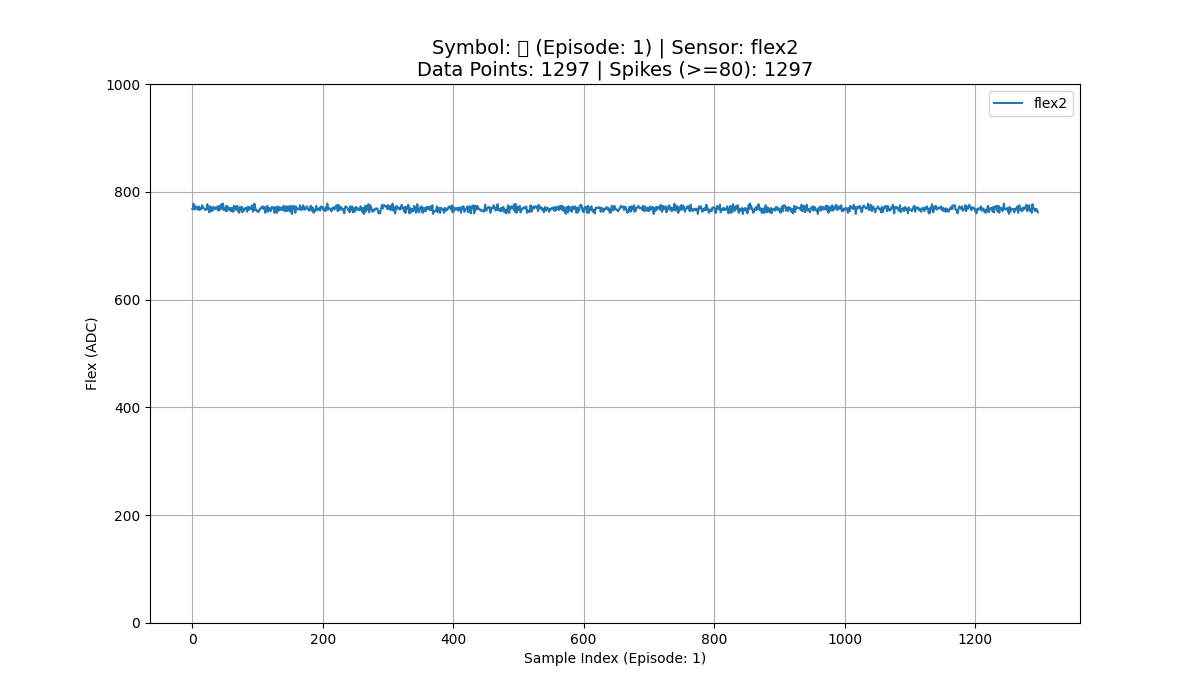 Symbol: (Episode: 1) | Sensor: flex2
Data Points: 1297 | Spikes (>=80): 1297
flex2
1000
800
600
400
200
0
Flex (ADC)
0 200 400 600 800 1000 1200
Sample Index (Episode: 1)